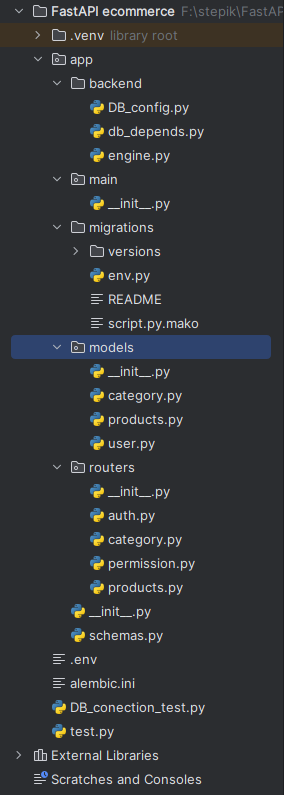 FastAPI ecommerce F:\stepik\FastAP
.venv library root
app
backend
DB_config.py
db_depends.py
engine.py
main
__init__.py
migrations
versions
env.py
README
script.py.mako
models
__init__.py
category.py
products.py
user.py
routers
__init__.py
auth.py
category.py
permission.py
products.py
__init__.py
schemas.py
.env
alembic.ini
DB_conection_test.py
test.py
External Libraries
Scratches and Consoles